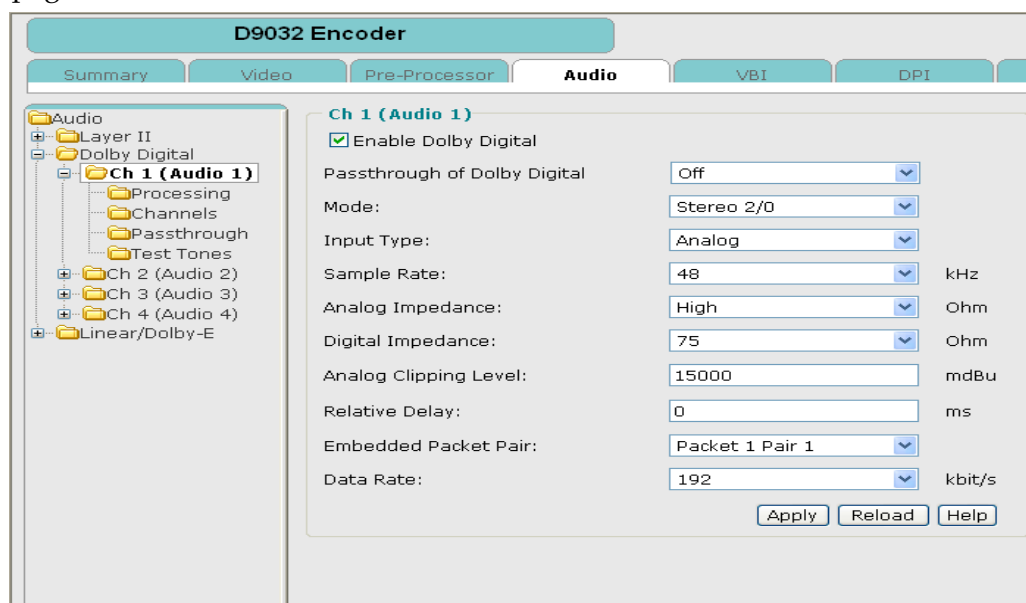 D9032 Encoder
Summary Video Pre-Processor Audio VBI DPI
Audio
Layer II
Dolby Digital
Ch 1 (Audio 1)
Processing
Channels
Passthrough
Test Tones
Ch 2 (Audio 2)
Ch 3 (Audio 3)
Ch 4 (Audio 4)
Linear/Dolby-E
Ch 1 (Audio 1)
Enable Dolby Digital
Passthrough of Dolby Digital Off
Mode: Stereo 2/0
Input Type: Analog
Sample Rate: 48 kHz
Analog Impedance: High Ohm
Digital Impedance: 75 Ohm
Analog Clipping Level: 15000 mdBu
Relative Delay: 0 ms
Embedded Packet Pair: Packet 1 Pair 1
Data Rate: 192 kbit/s
Apply Reload Help